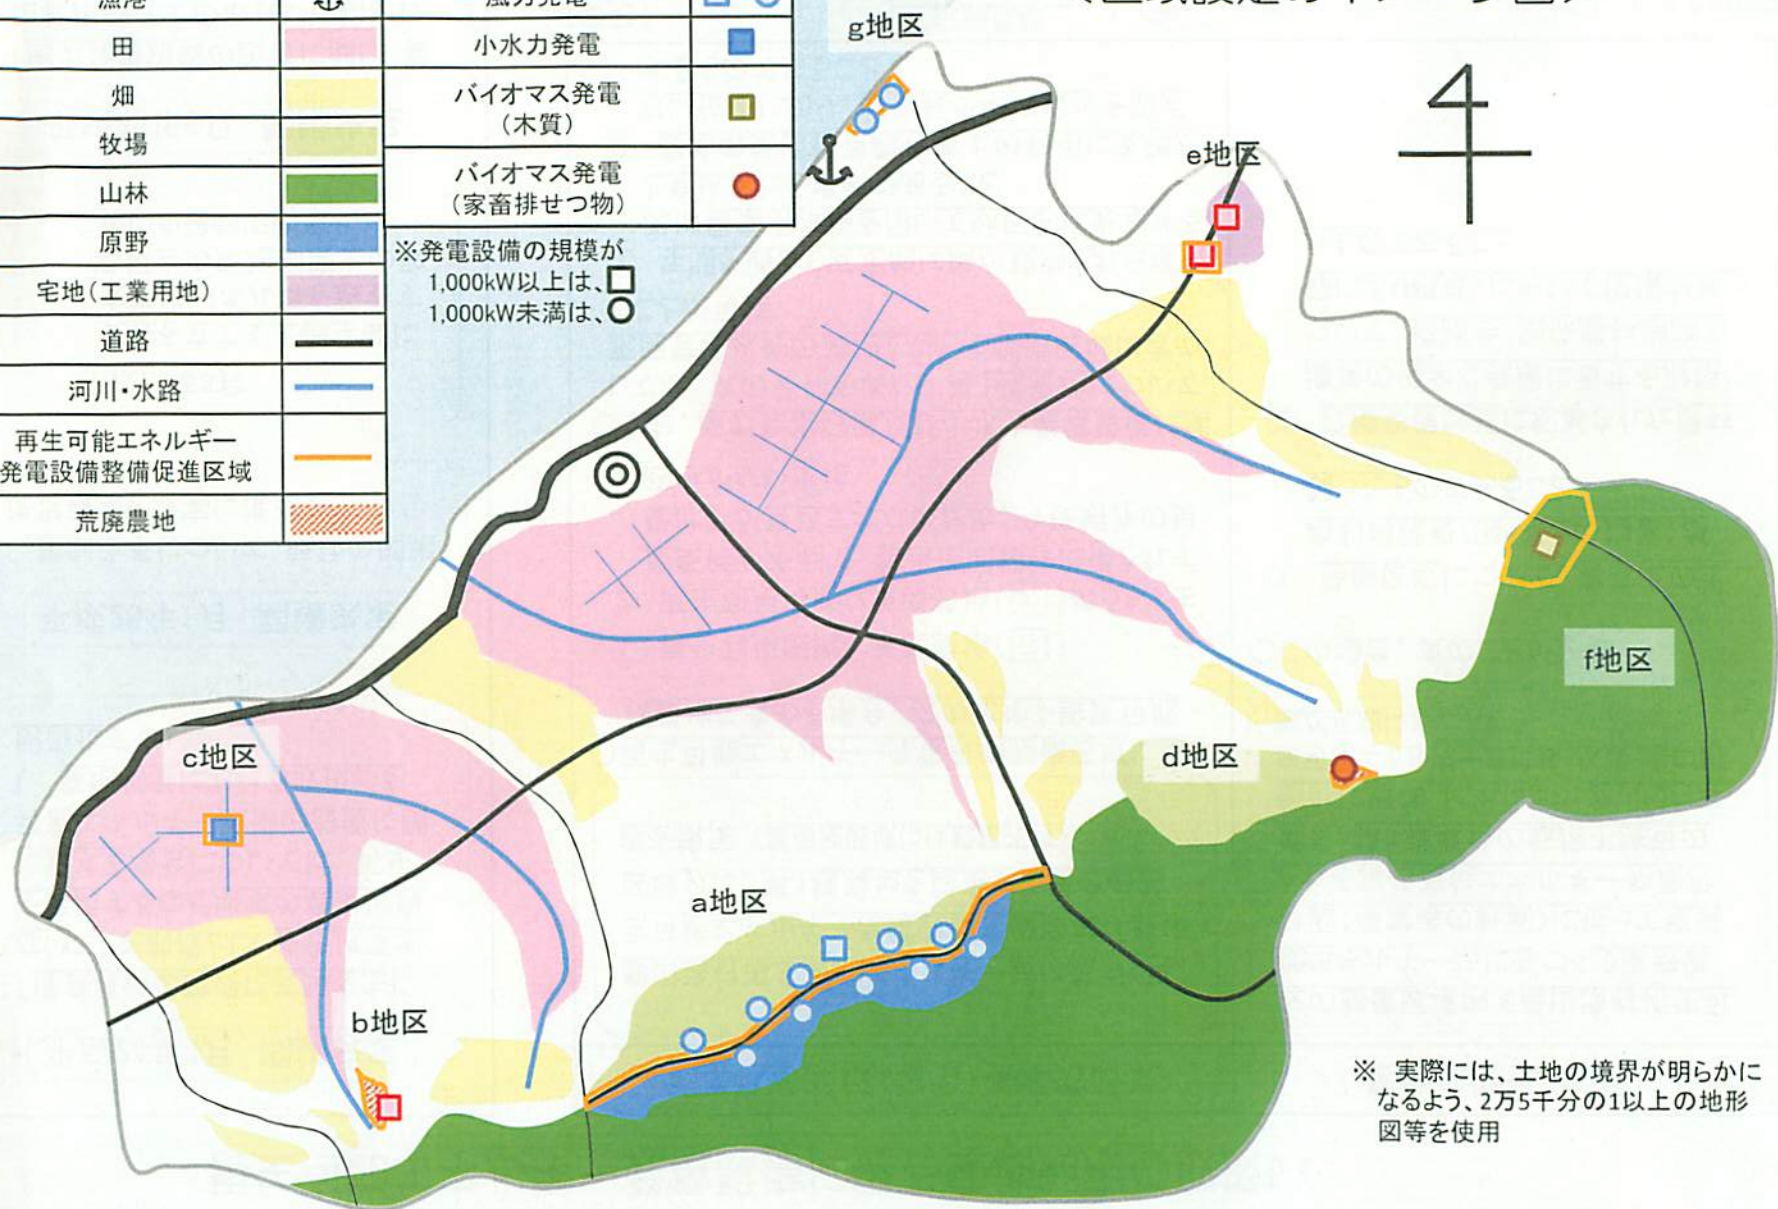 漁港
田
畑
牧場
山林
原野
宅地(工業用地)
道路
河川・水路
再生可能エネルギー
発電設備整備促進区域
荒廃農地
風力発電
小水力発電
バイオマス発電
(木質)
バイオマス発電
(家畜排せつ物)
※発電設備の規模が
1,000kW以上は、□
1,000kW未満は、○
g地区
e地区
f地区
d地区
c地区
a地区
b地区
※ 実際には、土地の境界が明らかに
なるよう、2万5千分の1以上の地形
図等を使用